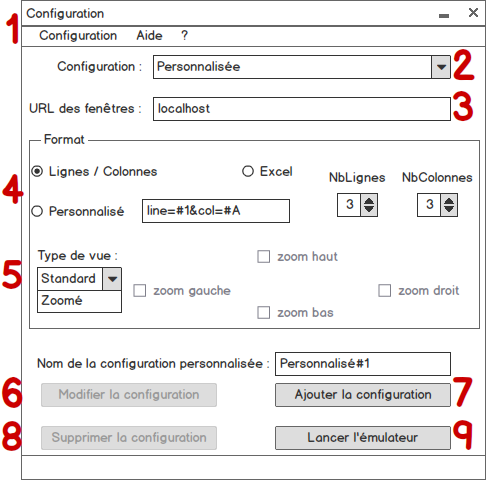 Configuration
1 Configuration Aide ?
Configuration : Personnalisée 2
URL des fenêtres : localhost 3
Format
Lignes / Colonnes Excel NbLignes NbColonnes
4 Personnalisé line=#1&col=#A 3 3
Type de vue : zoom haut
5 Standard zoom gauche zoom droit
Zoomé zoom bas
Nom de la configuration personnalisée : Personnalisé#1
6 Modifier la configuration Ajouter la configuration 7
8 Supprimer la configuration Lancer l'émulateur 9